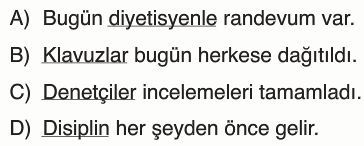 A) Bugün diyetisyenle randevum var.
B) Klavuzlar bugün herkese dağıtıldı.
C) Denetçiler incelemeleri tamamladı.
D) Disiplin her şeyden önce gelir.